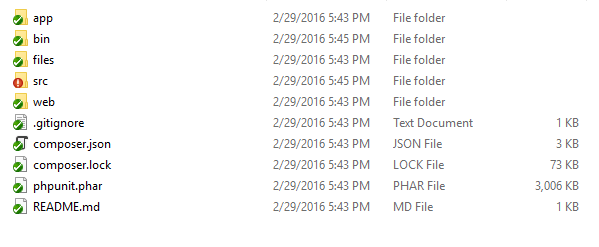 app 2/29/2016 5:43 PM File folder
bin 2/29/2016 5:45 PM File folder
files 2/29/2016 5:43 PM File folder
src 2/29/2016 5:45 PM File folder
web 2/29/2016 5:43 PM File folder
.gitignore 2/29/2016 5:43 PM Text Document 1 KB
composer.json 2/29/2016 5:43 PM JSON File 3 KB
composer.lock 2/29/2016 5:43 PM LOCK File 73 KB
phpunit.phar 2/29/2016 5:43 PM PHAR File 3,006 KB
README.md 2/29/2016 5:43 PM MD File 1 KB